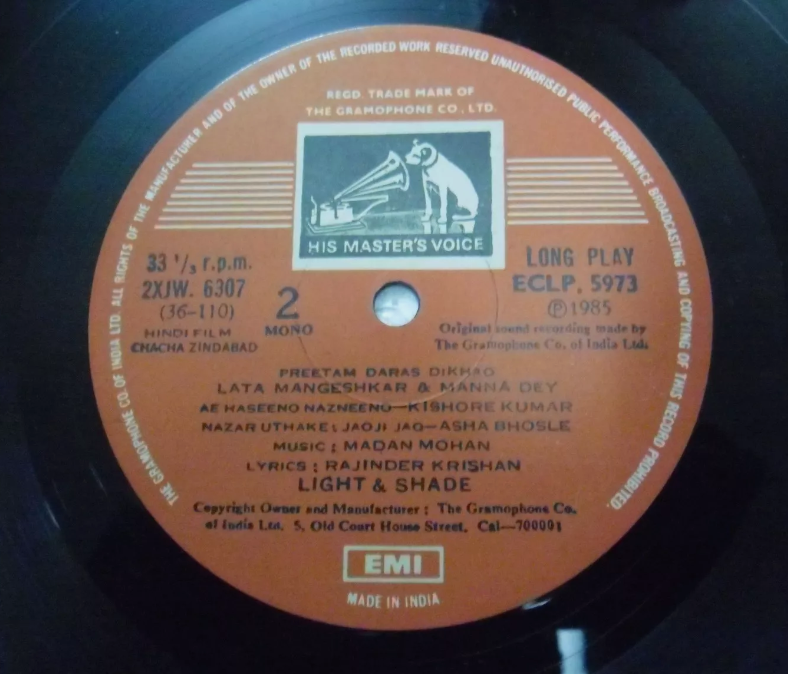 THE GRAMOPHONE CO. OF INDIA LTD. ALL RIGHTS OF THE MANUFACTURER AND OF THE OWNER OF THE RECORDED WORK RESERVED UNAUTHORISED PUBLIC PERFORMANCE BROADCASTING AND COPYING OF THIS RECORD PROHIBITED.
REGD. TRADE MARK OF
THE GRAMOPHONE CO., LTD.
HIS MASTER'S VOICE
33 1/3 r.p.m.
2XJW. 6307
(36-110)
HINDI FILM
CHACHA ZINDABAD
2
MONO
LONG PLAY
ECLP. 5973
Ⓟ1985
Original sound recording made by
The Gramophone Co. of India Ltd.
PREETAM DARAS DIKHAO
LATA MANGESHKAR & MANNA DEY
AE HASEENO NAZNEENO—KISHORE KUMAR
NAZAR UTHAKE; JAOJI JAO—ASHA BHOSLE
MUSIC ; MADAN MOHAN
LYRICS ; RAJINDER KRISHAN
LIGHT & SHADE
Copyright Owner and Manufacturer : The Gramophone Co.
of India Ltd. 5, Old Court House Street, Cal—700001
EMI
MADE IN INDIA